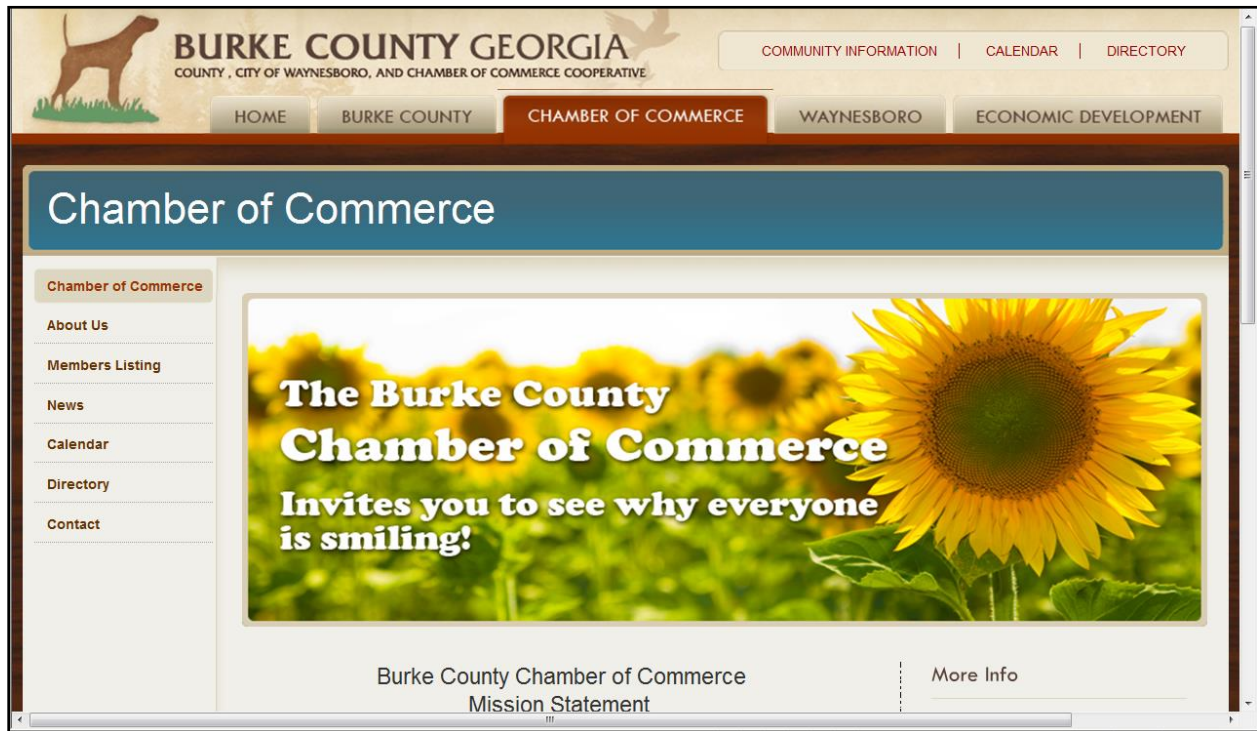 BURKE COUNTY GEORGIA
COUNTY , CITY OF WAYNESBORO, AND CHAMBER OF COMMERCE COOPERATIVE
COMMUNITY INFORMATION | CALENDAR | DIRECTORY
HOME BURKE COUNTY CHAMBER OF COMMERCE WAYNESBORO ECONOMIC DEVELOPMENT
Chamber of Commerce
Chamber of Commerce
About Us
Members Listing
News
Calendar
Directory
Contact
The Burke County
Chamber of Commerce
Invites you to see why everyone
is smiling!
Burke County Chamber of Commerce
Mission Statement
More Info